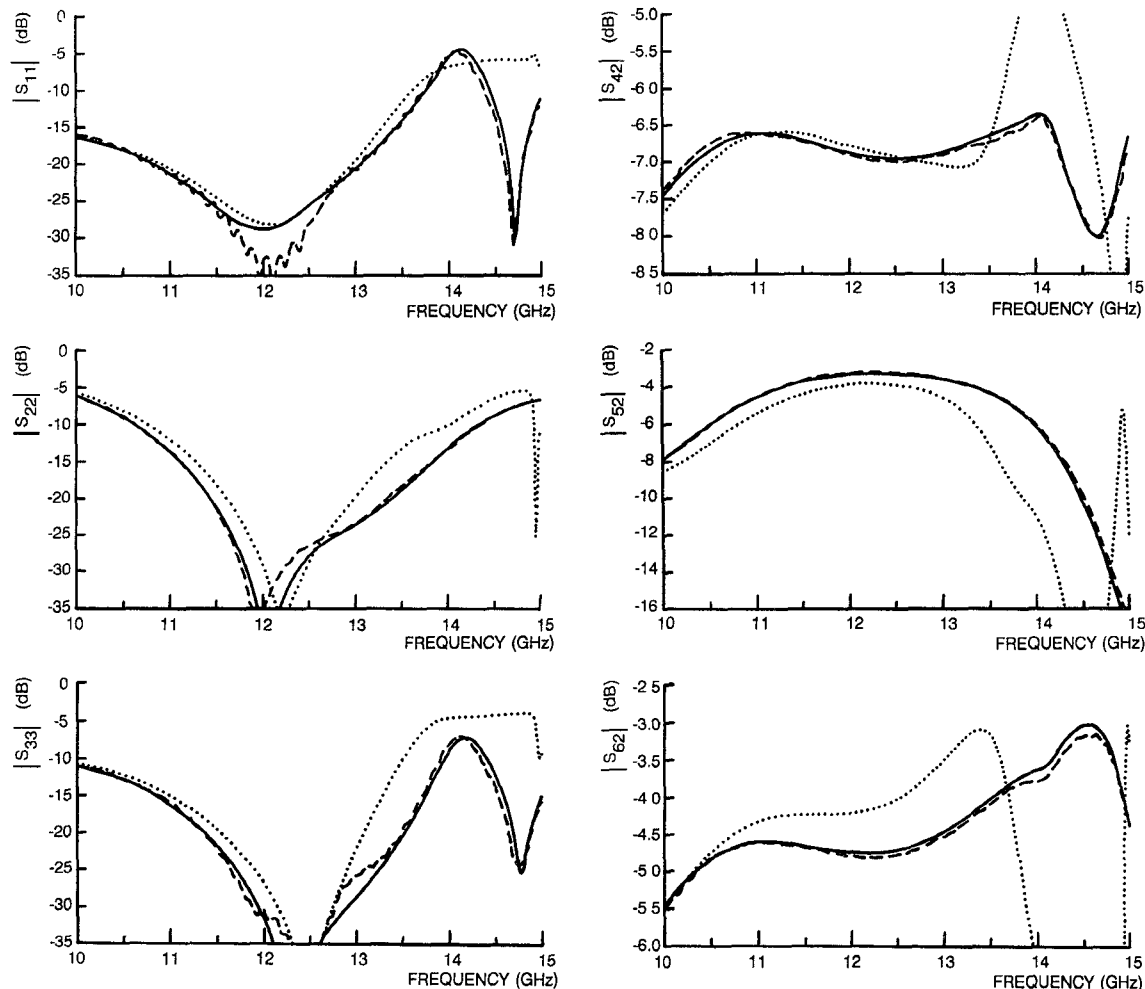 |S11| (dB)
0
-5
-10
-15
-20
-25
-30
-35
10 11 12 13 14 15
FREQUENCY (GHz)
|S42| (dB)
-5.0
-5.5
-6.0
-6.5
-7.0
-7.5
-8.0
-8 5
10 11 12 13 14 15
FREQUENCY (GHz)
|S22| (dB)
0
-5
-10
-15
-20
-25
-30
-35
10 11 12 13 14 15
FREQUENCY (GHz)
|S52| (dB)
-2
-4
-6
-8
-10
-12
-14
-16
10 11 12 13 14 15
FREQUENCY (GHz)
|S33| (dB)
0
-5
-10
-15
-20
-25
-30
-35
10 11 12 13 14 15
FREQUENCY (GHz)
|S62| (dB)
-2 5
-3.0
-3.5
-4.0
-4.5
-5.0
-5 5
-6.0
10 11 12 13 14 15
FREQUENCY (GHz)